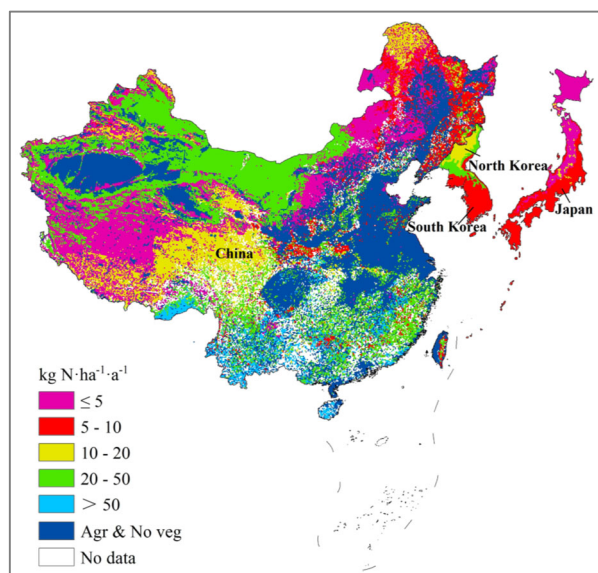 North Korea
Japan
South Korea
China
kg N·ha⁻¹·a⁻¹
≤ 5
5 - 10
10 - 20
20 - 50
＞ 50
Agr & No veg
No data